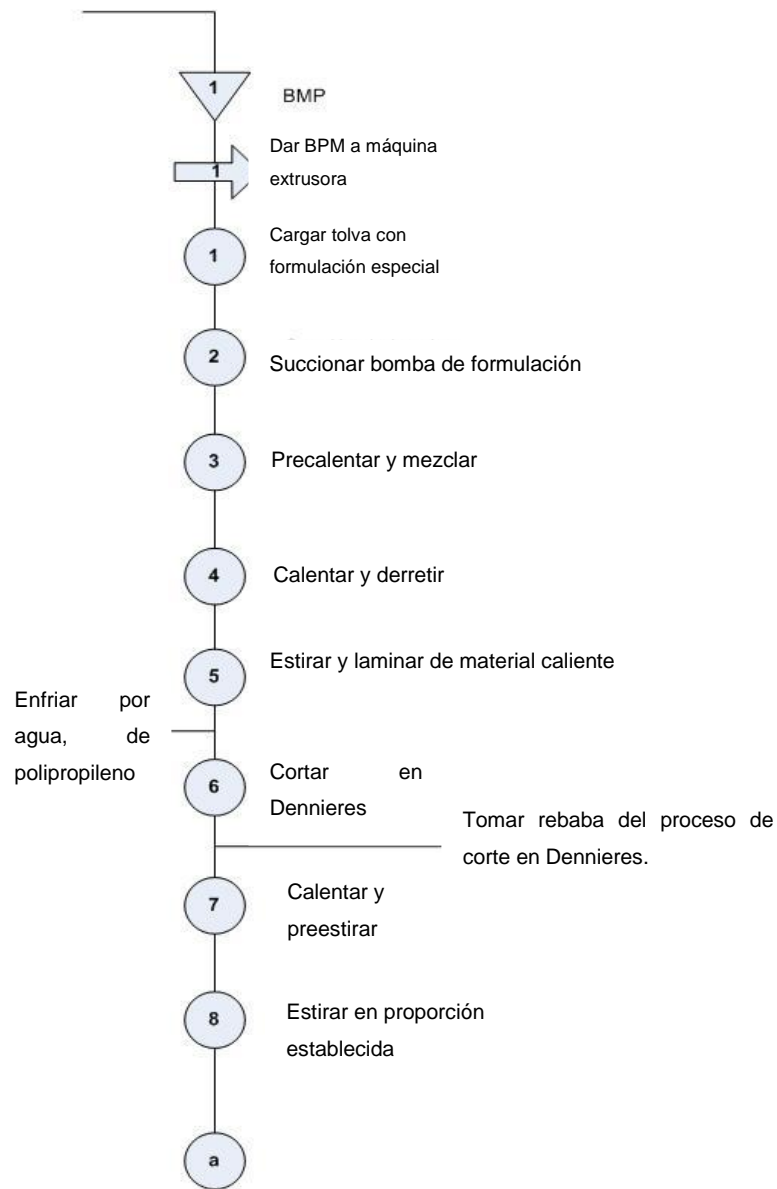 1
BMP
1
Dar BPM a máquina
extrusora
1
Cargar tolva con
formulación especial
2
Succionar bomba de formulación
3
Precalentar y mezclar
4
Calentar y derretir
5
Estirar y laminar de material caliente
Enfriar por
agua, de
polipropileno
6
Cortar en
Dennieres
Tomar rebaba del proceso de
corte en Dennieres.
7
Calentar y
preestirar
8
Estirar en proporción
establecida
a